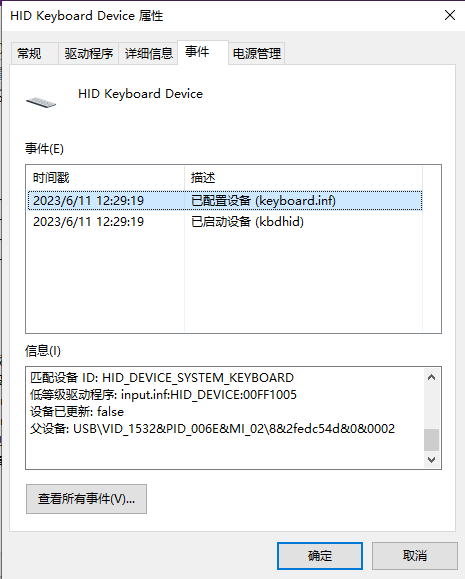 HID Keyboard Device 属性
常规 驱动程序 详细信息 事件 电源管理
HID Keyboard Device
事件(E)
时间戳 描述
2023/6/11 12:29:19 已配置设备 (keyboard.inf)
2023/6/11 12:29:19 已启动设备 (kbdhid)
信息(I)
匹配设备 ID: HID_DEVICE_SYSTEM_KEYBOARD
低等级驱动程序: input.inf:HID_DEVICE:00FF1005
设备已更新: false
父设备: USB\VID_1532&PID_006E&MI_02\8&2fedc54d&0&0002
查看所有事件(V)...
确定 取消